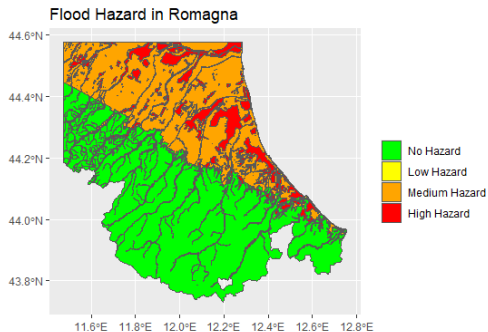 Flood Hazard in Romagna
44.6°N
44.4°N
44.2°N
44.0°N
43.8°N
11.6°E 11.8°E 12.0°E 12.2°E 12.4°E 12.6°E 12.8°E
No Hazard
Low Hazard
Medium Hazard
High Hazard